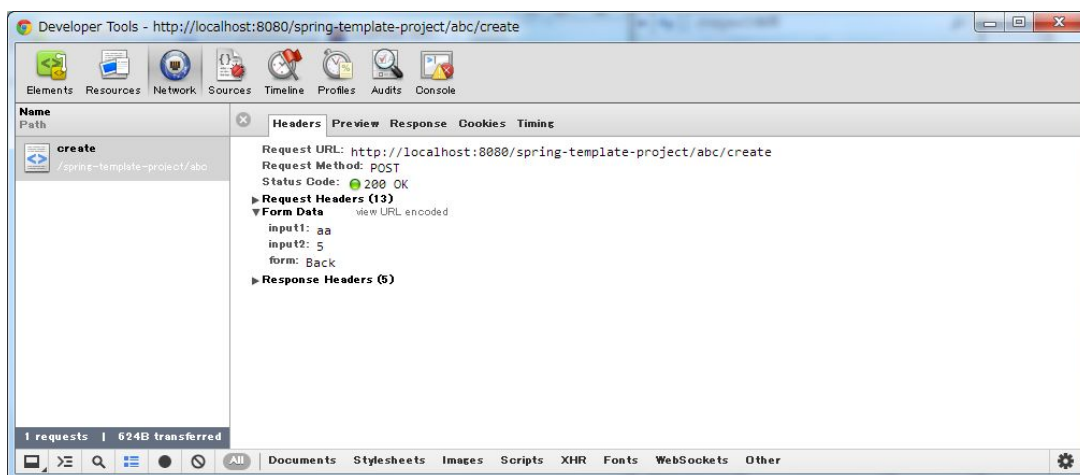 Developer Tools - http://localhost:8080/spring-template-project/abc/create
Elements Resources Network Sources Timeline Profiles Audits Console
Name
Path
Headers Preview Response Cookies Timing
create
/spring-template-project/abc
Request URL: http://localhost:8080/spring-template-project/abc/create
Request Method: POST
Status Code: 200 OK
▶Request Headers (13)
▼Form Data view URL encoded
input1: aa
input2: 5
form: Back
▶Response Headers (5)
1 requests | 624B transferred
All Documents Stylesheets Images Scripts XHR Fonts WebSockets Other